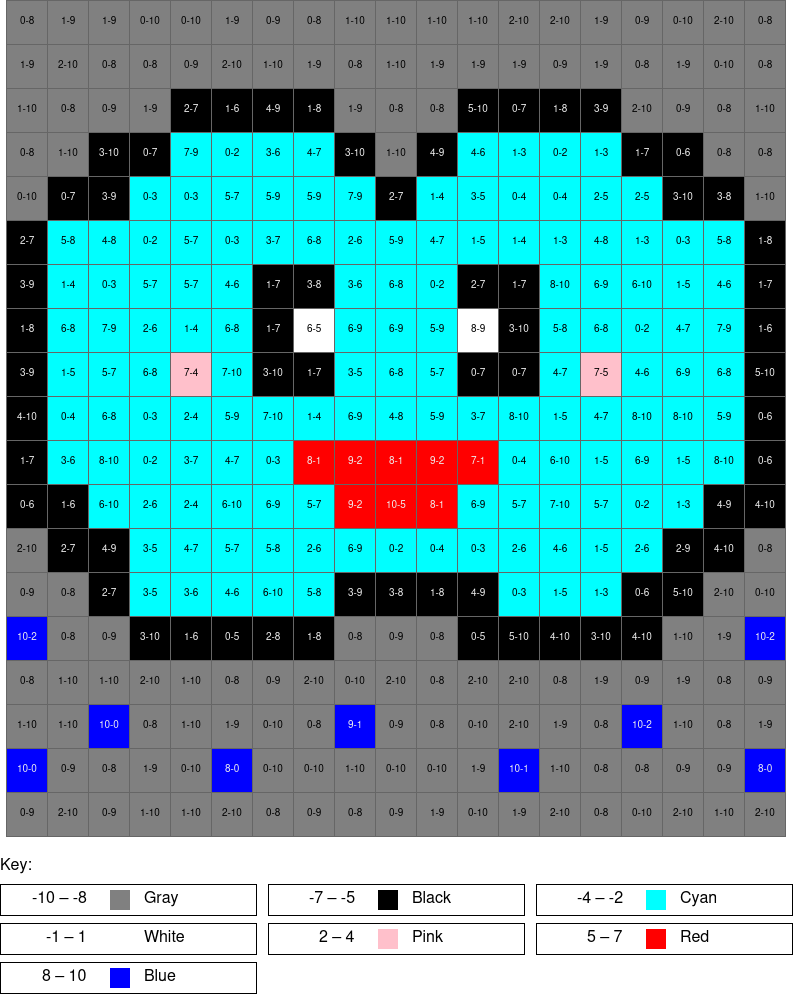 0-8 1-9 1-9 0-10 0-10 1-9 0-9 0-8 1-10 1-10 1-10 1-10 2-10 2-10 1-9 0-9 0-10 2-10 0-8
1-9 2-10 0-8 0-8 0-9 2-10 1-10 1-9 0-8 1-10 1-9 1-9 1-9 0-9 1-9 0-8 1-9 0-10 0-8
1-10 0-8 0-9 1-9 2-7 1-6 4-9 1-8 1-9 0-8 0-8 5-10 0-7 1-8 3-9 2-10 0-9 0-8 1-10
0-8 1-10 3-10 0-7 7-9 0-2 3-6 4-7 3-10 1-10 4-9 4-6 1-3 0-2 1-3 1-7 0-6 0-8 0-8
0-10 0-7 3-9 0-3 0-3 5-7 5-9 5-9 7-9 2-7 1-4 3-5 0-4 0-4 2-5 2-5 3-10 3-8 1-10
2-7 5-8 4-8 0-2 5-7 0-3 3-7 6-8 2-6 5-9 4-7 1-5 1-4 1-3 4-8 1-3 0-3 5-8 1-8
3-9 1-4 0-3 5-7 5-7 4-6 1-7 3-8 3-6 6-8 0-2 2-7 1-7 8-10 6-9 6-10 1-5 4-6 1-7
1-8 6-8 7-9 2-6 1-4 6-8 1-7 6-5 6-9 6-9 5-9 8-9 3-10 5-8 6-8 0-2 4-7 7-9 1-6
3-9 1-5 5-7 6-8 7-4 7-10 3-10 1-7 3-5 6-8 5-7 0-7 0-7 4-7 7-5 4-6 6-9 6-8 5-10
4-10 0-4 6-8 0-3 2-4 5-9 7-10 1-4 6-9 4-8 5-9 3-7 8-10 1-5 4-7 8-10 8-10 5-9 0-6
1-7 3-6 8-10 0-2 3-7 4-7 0-3 8-1 9-2 8-1 9-2 7-1 0-4 6-10 1-5 6-9 1-5 8-10 0-6
0-6 1-6 6-10 2-6 2-4 6-10 6-9 5-7 9-2 10-5 8-1 6-9 5-7 7-10 5-7 0-2 1-3 4-9 4-10
2-10 2-7 4-9 3-5 4-7 5-7 5-8 2-6 6-9 0-2 0-4 0-3 2-6 4-6 1-5 2-6 2-9 4-10 0-8
0-9 0-8 2-7 3-5 3-6 4-6 6-10 5-8 3-9 3-8 1-8 4-9 0-3 1-5 1-3 0-6 5-10 2-10 0-10
10-2 0-8 0-9 3-10 1-6 0-5 2-8 1-8 0-8 0-9 0-8 0-5 5-10 4-10 3-10 4-10 1-10 1-9 10-2
0-8 1-10 1-10 2-10 1-10 0-8 0-9 2-10 0-10 2-10 0-8 2-10 2-10 0-8 1-9 0-9 1-9 0-8 0-9
1-10 1-10 10-0 0-8 1-10 1-9 0-10 0-8 9-1 0-9 0-8 0-10 2-10 1-9 0-8 10-2 1-10 0-8 1-9
10-0 0-9 0-8 1-9 0-10 8-0 0-10 0-10 1-10 0-10 0-10 1-9 10-1 1-10 0-8 0-8 0-9 0-9 8-0
0-9 2-10 0-9 1-10 1-10 2-10 0-8 0-9 0-8 0-9 1-9 0-10 1-9 2-10 0-8 0-10 2-10 1-10 2-10
Key:
-10 – -8 Gray -7 – -5 Black -4 – -2 Cyan
-1 – 1 White 2 – 4 Pink 5 – 7 Red
8 – 10 Blue